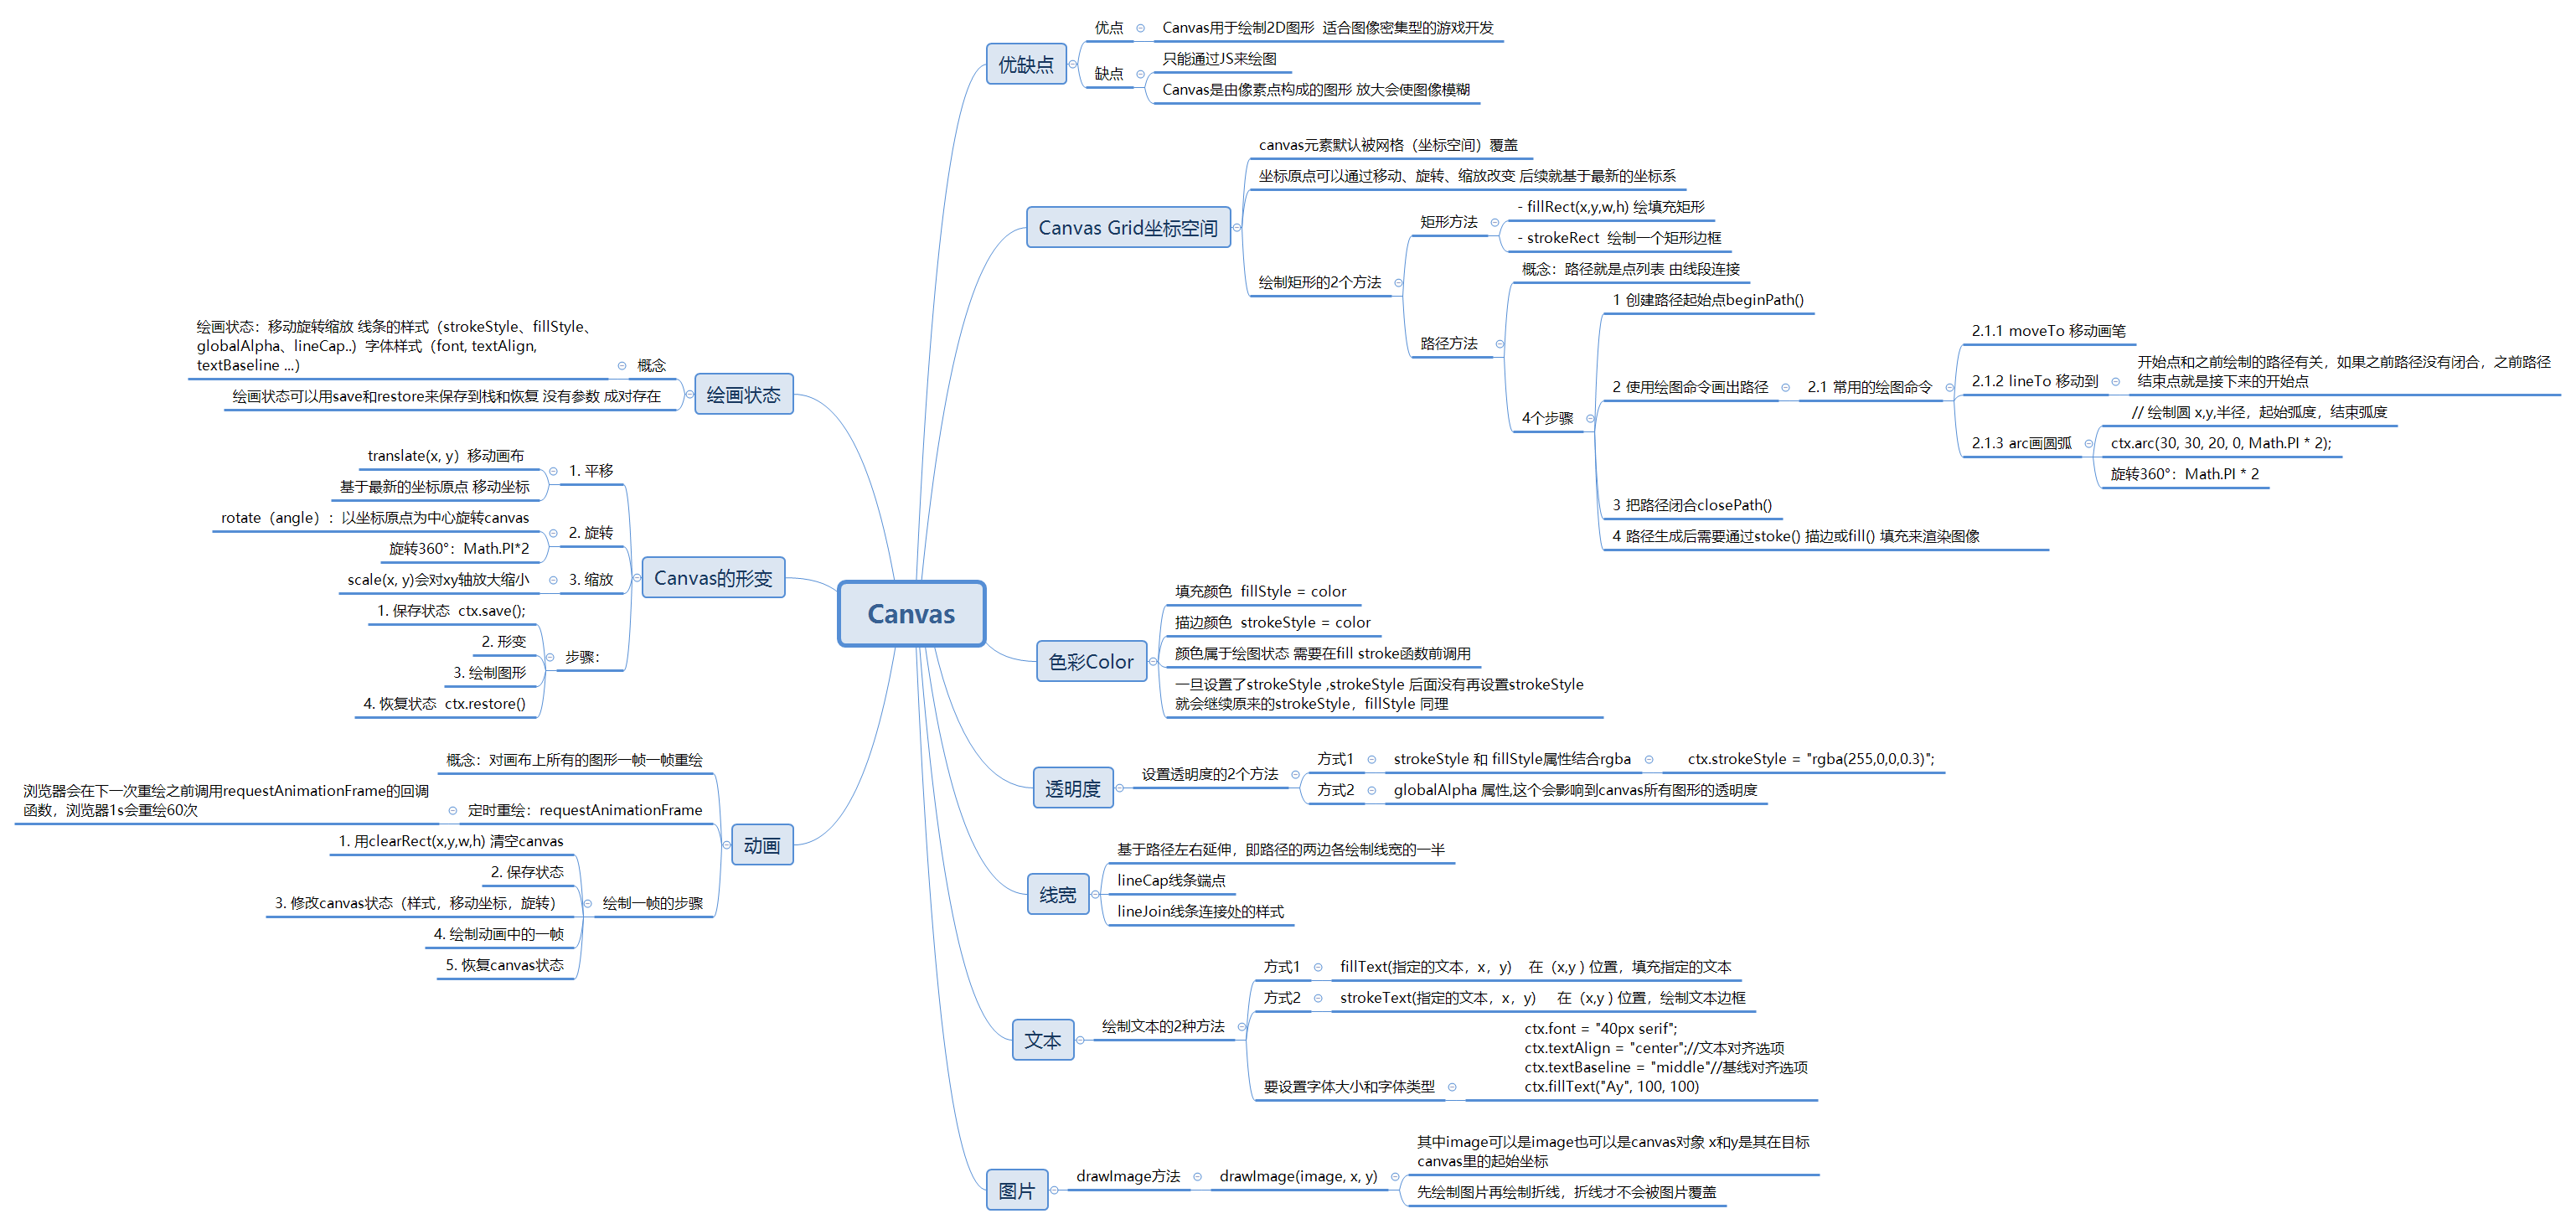 Canvas
优缺点
优点
Canvas用于绘制2D图形  适合图像密集型的游戏开发
缺点
只能通过JS来绘图
Canvas是由像素点构成的图形 放大会使图像模糊
Canvas Grid坐标空间
canvas元素默认被网格（坐标空间）覆盖
坐标原点可以通过移动、旋转、缩放改变 后续就基于最新的坐标系
绘制矩形的2个方法
矩形方法
- fillRect(x,y,w,h) 绘填充矩形
- strokeRect  绘制一个矩形边框
路径方法
概念：路径就是点列表 由线段连接
4个步骤
1 创建路径起始点beginPath()
2 使用绘图命令画出路径
2.1 常用的绘图命令
2.1.1 moveTo 移动画笔
2.1.2 lineTo 移动到
开始点和之前绘制的路径有关，如果之前路径没有闭合，之前路径
结束点就是接下来的开始点
2.1.3 arc画圆弧
// 绘制圆 x,y,半径，起始弧度，结束弧度
ctx.arc(30, 30, 20, 0, Math.PI * 2);
旋转360°：Math.PI * 2
3 把路径闭合closePath()
4 路径生成后需要通过stoke() 描边或fill() 填充来渲染图像
色彩Color
填充颜色  fillStyle = color
描边颜色  strokeStyle = color
颜色属于绘图状态 需要在fill stroke函数前调用
一旦设置了strokeStyle ,strokeStyle 后面没有再设置strokeStyle
就会继续原来的strokeStyle，fillStyle 同理
透明度
设置透明度的2个方法
方式1
strokeStyle 和 fillStyle属性结合rgba
ctx.strokeStyle = "rgba(255,0,0,0.3)";
方式2
globalAlpha 属性,这个会影响到canvas所有图形的透明度
线宽
基于路径左右延伸，即路径的两边各绘制线宽的一半
lineCap线条端点
lineJoin线条连接处的样式
文本
绘制文本的2种方法
方式1
fillText(指定的文本，x，y)    在（x,y ) 位置，填充指定的文本
方式2
strokeText(指定的文本，x，y)     在（x,y ) 位置，绘制文本边框
要设置字体大小和字体类型
ctx.font = "40px serif";
ctx.textAlign = "center";//文本对齐选项
ctx.textBaseline = "middle"//基线对齐选项
ctx.fillText("Ay", 100, 100)
图片
drawImage方法
drawImage(image, x, y)
其中image可以是image也可以是canvas对象 x和y是其在目标
canvas里的起始坐标
先绘制图片再绘制折线，折线才不会被图片覆盖
绘画状态
概念
绘画状态：移动旋转缩放 线条的样式（strokeStyle、fillStyle、
globalAlpha、lineCap..）字体样式（font, textAlign,
textBaseline ...）
绘画状态可以用save和restore来保存到栈和恢复 没有参数 成对存在
Canvas的形变
1. 平移
translate(x, y）移动画布
基于最新的坐标原点 移动坐标
2. 旋转
rotate（angle）：以坐标原点为中心旋转canvas
旋转360°：Math.PI*2
3. 缩放
scale(x, y)会对xy轴放大缩小
步骤：
1. 保存状态  ctx.save();
2. 形变
3. 绘制图形
4. 恢复状态  ctx.restore()
动画
概念：对画布上所有的图形一帧一帧重绘
定时重绘：requestAnimationFrame
浏览器会在下一次重绘之前调用requestAnimationFrame的回调
函数，浏览器1s会重绘60次
绘制一帧的步骤
1. 用clearRect(x,y,w,h) 清空canvas
2. 保存状态
3. 修改canvas状态（样式，移动坐标，旋转）
4. 绘制动画中的一帧
5. 恢复canvas状态